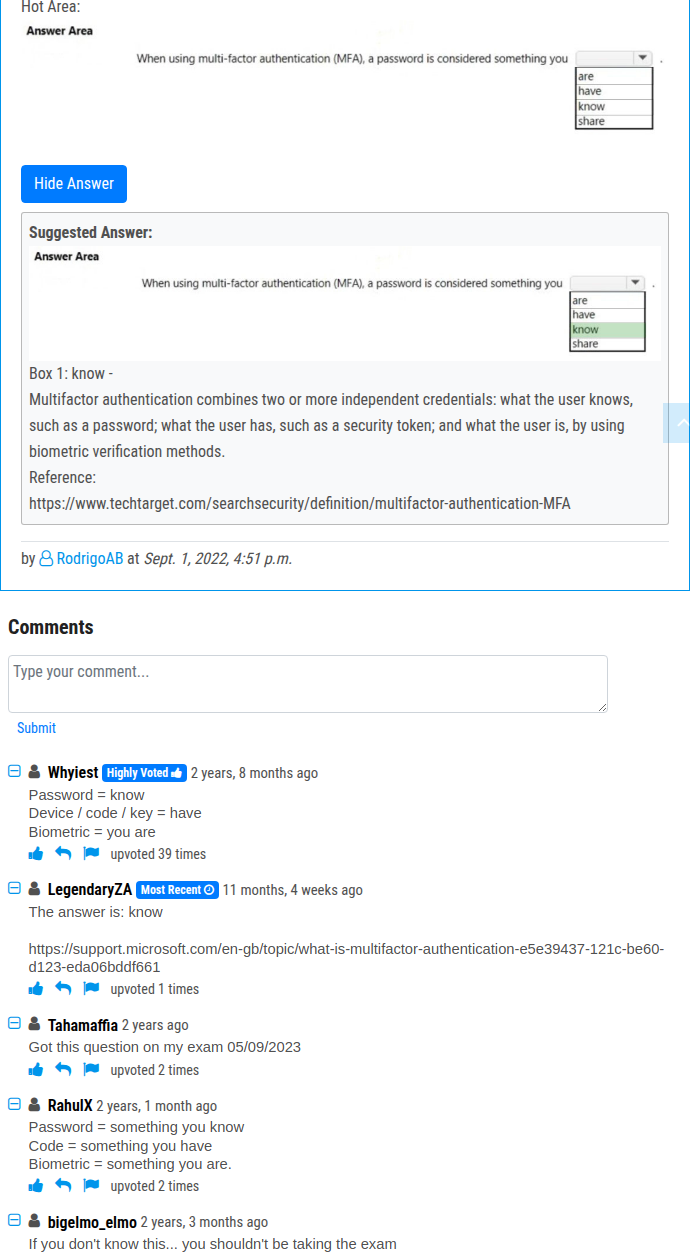 Hot Area:
Answer Area
When using multi-factor authentication (MFA), a password is considered something you .
are
have
know
share
Hide Answer
Suggested Answer:
Answer Area
When using multi-factor authentication (MFA), a password is considered something you .
are
have
know
share
Box 1: know -
Multifactor authentication combines two or more independent credentials: what the user knows,
such as a password; what the user has, such as a security token; and what the user is, by using
biometric verification methods.
Reference:
https://www.techtarget.com/searchsecurity/definition/multifactor-authentication-MFA
by RodrigoAB at Sept. 1, 2022, 4:51 p.m.
Comments
Type your comment...
Submit
Whyiest Highly Voted 2 years, 8 months ago
Password = know
Device / code / key = have
Biometric = you are
upvoted 39 times
LegendaryZA Most Recent 11 months, 4 weeks ago
The answer is: know
https://support.microsoft.com/en-gb/topic/what-is-multifactor-authentication-e5e39437-121c-be60-
d123-eda06bddf661
upvoted 1 times
Tahamaffia 2 years ago
Got this question on my exam 05/09/2023
upvoted 2 times
RahulX 2 years, 1 month ago
Password = something you know
Code = something you have
Biometric = something you are.
upvoted 2 times
bigelmo_elmo 2 years, 3 months ago
If you don't know this... you shouldn't be taking the exam